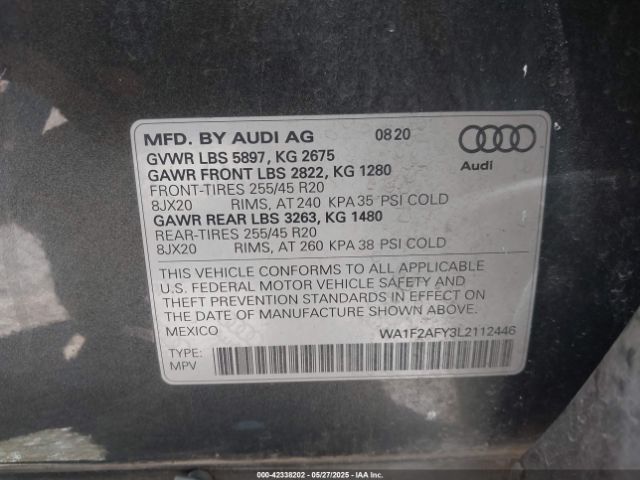 MFD. BY AUDI AG 08 20
GVWR LBS 5897, KG 2675
GAWR FRONT LBS 2822, KG 1280
FRONT-TIRES 255/45 R20
8JX20 RIMS, AT 240 KPA 35 PSI COLD
GAWR REAR LBS 3263, KG 1480
REAR-TIRES 255/45 R20
8JX20 RIMS, AT 260 KPA 38 PSI COLD
Audi
THIS VEHICLE CONFORMS TO ALL APPLICABLE
U.S. FEDERAL MOTOR VEHICLE SAFETY AND
THEFT PREVENTION STANDARDS IN EFFECT ON
THE DATE OF MANUFACTURE SHOWN ABOVE.
MEXICO WA1F2AFY3L2112446
TYPE:
MPV
000-42338202 - 05/27/2025 - © IAA Holdings, LLC